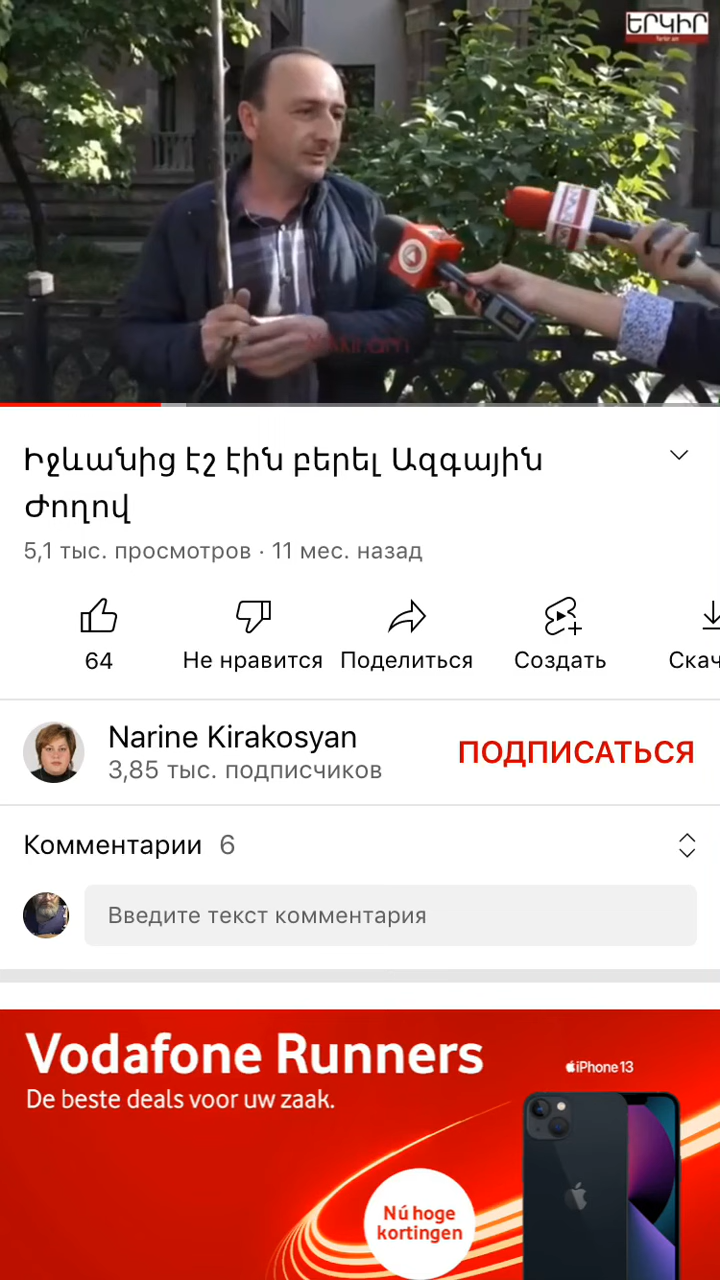 ԵՐԿԻՐ
Yerkir.am
Իջևանից էշ էին բերել Ազգային
Ժողով
5,1 тыс. просмотров · 11 мес. назад
64
Не нравится
Поделиться
Создать
Скач
Narine Kirakosyan
3,85 тыс. подписчиков
ПОДПИСАТЬСЯ
Комментарии 6
Введите текст комментария
Vodafone Runners
De beste deals voor uw zaak.
iPhone 13
Nú hoge
kortingen